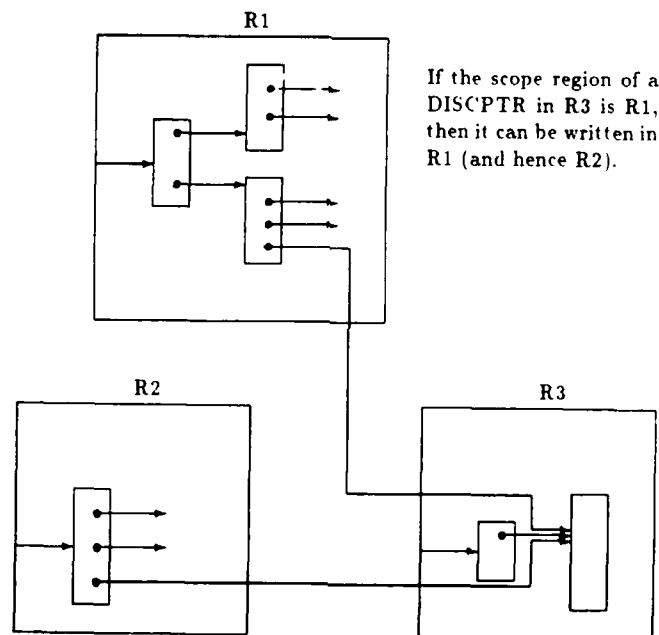 R1
If the scope region of a
DISCPTR in R3 is R1,
then it can be written in
R1 (and hence R2).
R2
R3